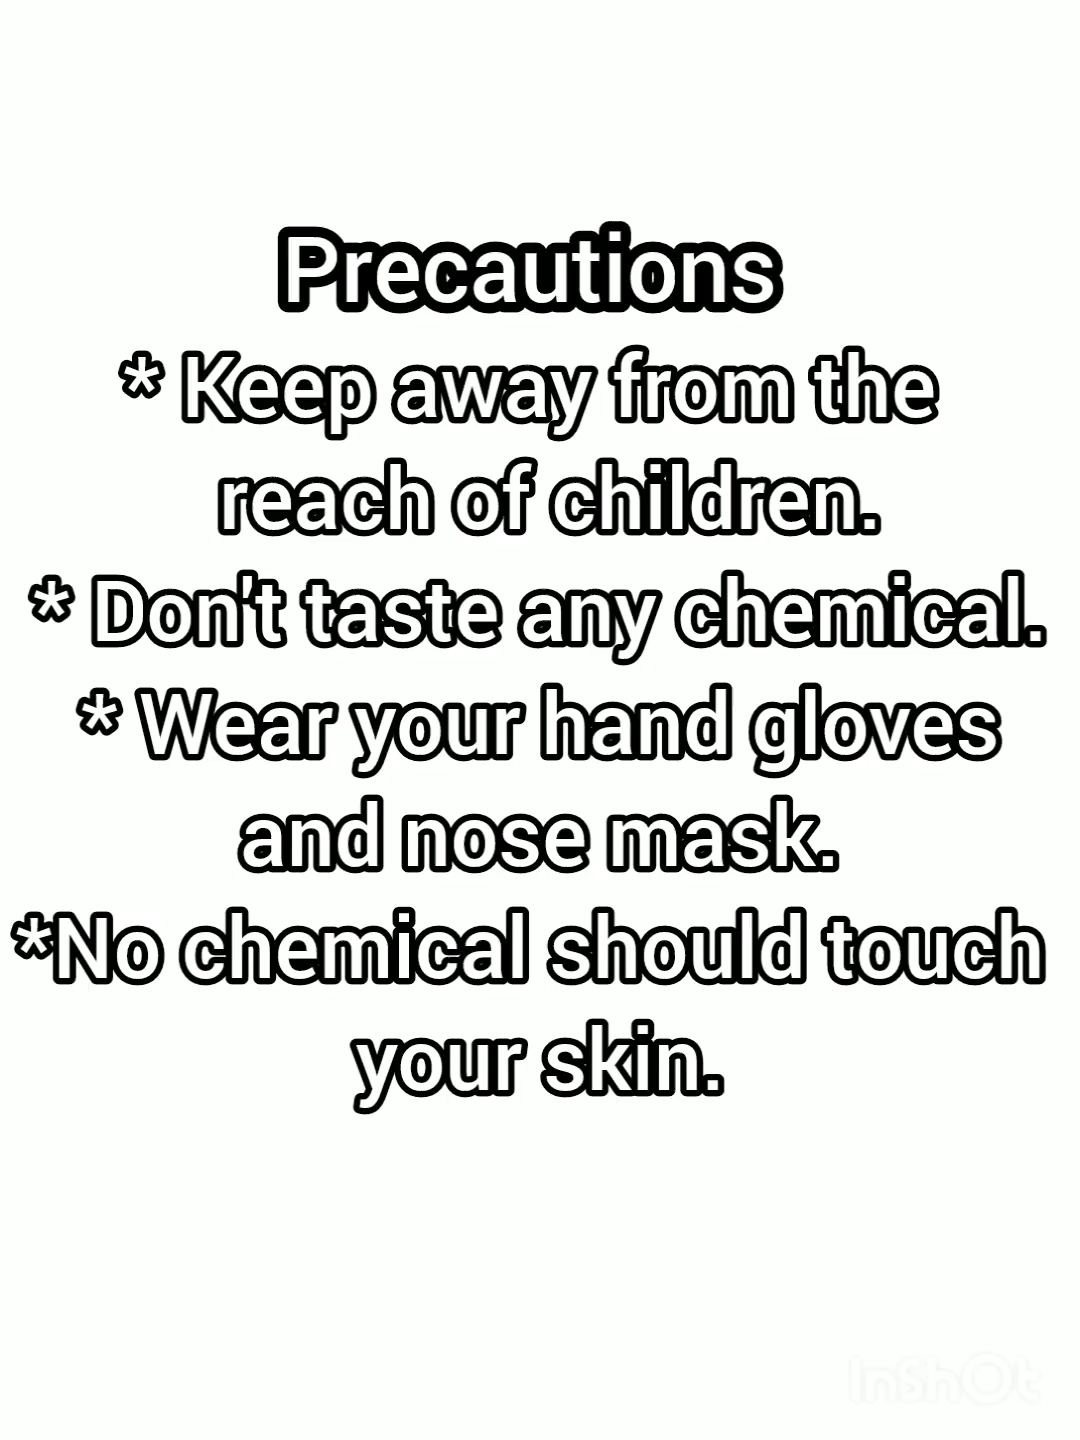 Precautions
* Keep away from the
reach of children.
* Don't taste any chemical.
* Wear your hand gloves
and nose mask.
*No chemical should touch
your skin.
InShOt